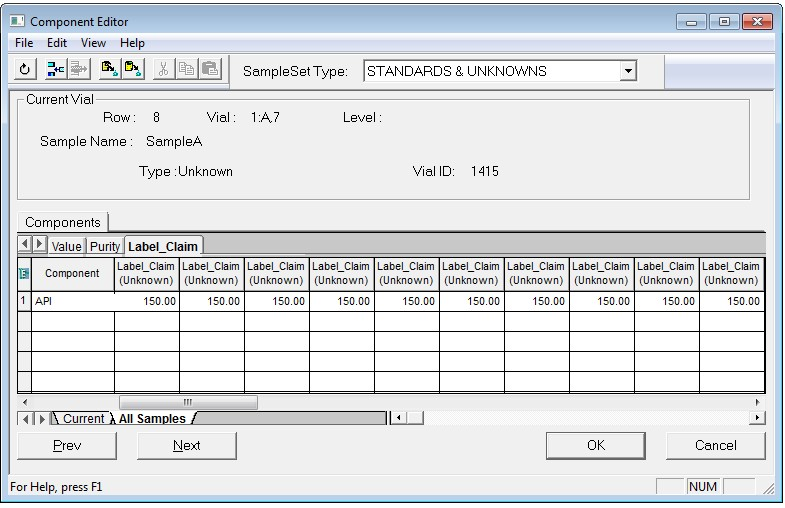 Component Editor
File Edit View Help
SampleSet Type: STANDARDS & UNKNOWNS
Current Vial
Row: 8 Vial: 1:A,7 Level:
Sample Name: SampleA
Type :Unknown Vial ID: 1415
Components
Value Purity Label_Claim
Component Label_Claim (Unknown) Label_Claim (Unknown) Label_Claim (Unknown) Label_Claim (Unknown) Label_Claim (Unknown) Label_Claim (Unknown) Label_Claim (Unknown) Label_Claim (Unknown) Label_Claim (Unknown) Label_Claim (Unknown)
1 API 150.00 150.00 150.00 150.00 150.00 150.00 150.00 150.00 150.00 150.00
Current All Samples
Prev Next OK Cancel
For Help, press F1 NUM